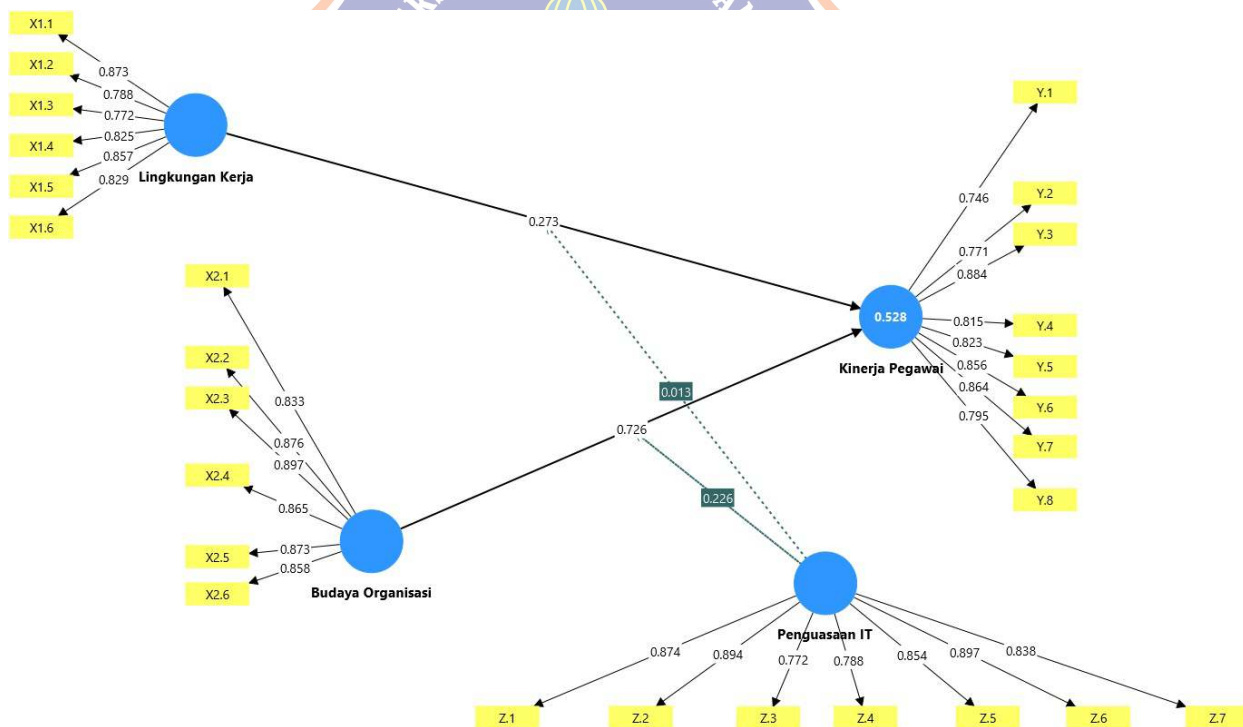 X1.1
X1.2
X1.3
X1.4
X1.5
X1.6
0.873
0.788
0.772
0.825
0.857
0.829
Lingkungan Kerja
0.273
X2.1
X2.2
X2.3
X2.4
X2.5
X2.6
0.833
0.876
0.897
0.865
0.873
0.858
Budaya Organisasi
0.726
0.013
0.226
0.528
Kinerja Pegawai
0.746
0.771
0.884
0.815
0.823
0.856
0.864
0.795
Y.1
Y.2
Y.3
Y.4
Y.5
Y.6
Y.7
Y.8
Penguasaan IT
0.874
0.894
0.772
0.788
0.854
0.897
0.838
Z.1
Z.2
Z.3
Z.4
Z.5
Z.6
Z.7